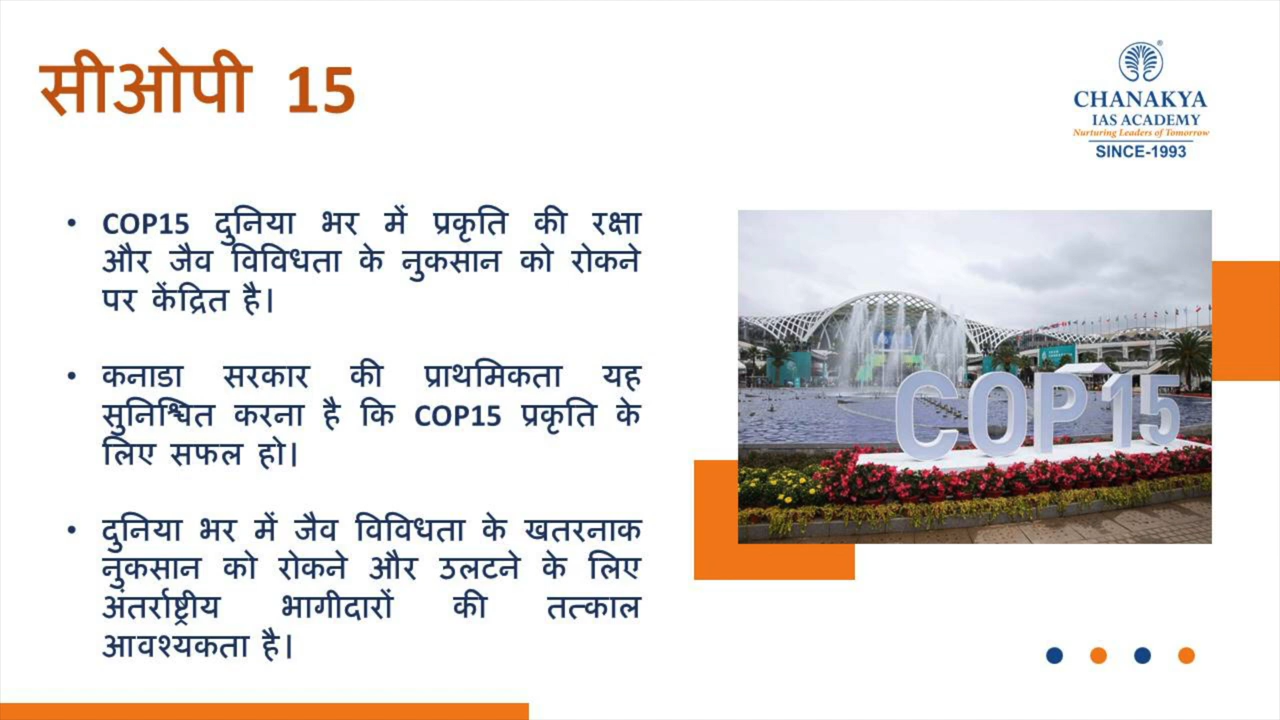 सीओपी 15
CHANAKYA
IAS ACADEMY
Nurturing Leaders of Tomorrow
SINCE-1993
• COP15 दुनिया भर में प्रकृति की रक्षा
और जैव विविधता के नुकसान को रोकने
पर केंद्रित है।
• कनाडा सरकार की प्राथमिकता यह
सुनिश्चित करना है कि COP15 प्रकृति के
लिए सफल हो।
• दुनिया भर में जैव विविधता के खतरनाक
नुकसान को रोकने और उलटने के लिए
अंतर्राष्ट्रीय भागीदारों की तत्काल
आवश्यकता है।
COP15